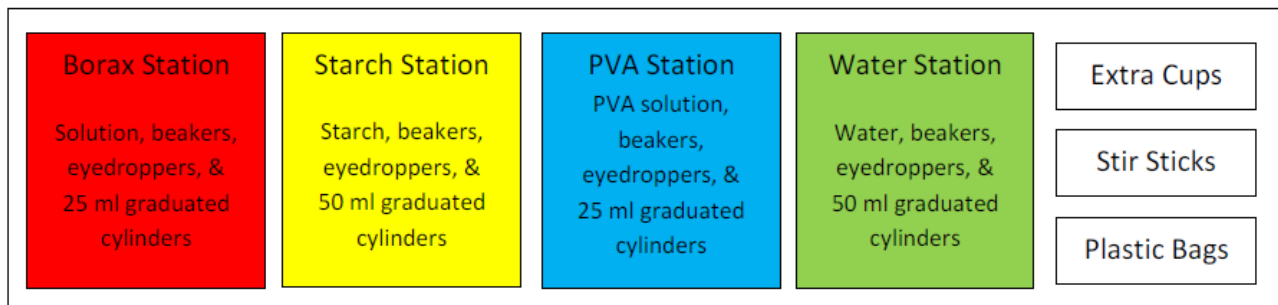 Borax Station
Solution, beakers,
eyedroppers, &
25 ml graduated
cylinders
Starch Station
Starch, beakers,
eyedroppers, &
50 ml graduated
cylinders
PVA Station
PVA solution,
beakers,
eyedroppers, &
25 ml graduated
cylinders
Water Station
Water, beakers,
eyedroppers, &
50 ml graduated
cylinders
Extra Cups
Stir Sticks
Plastic Bags